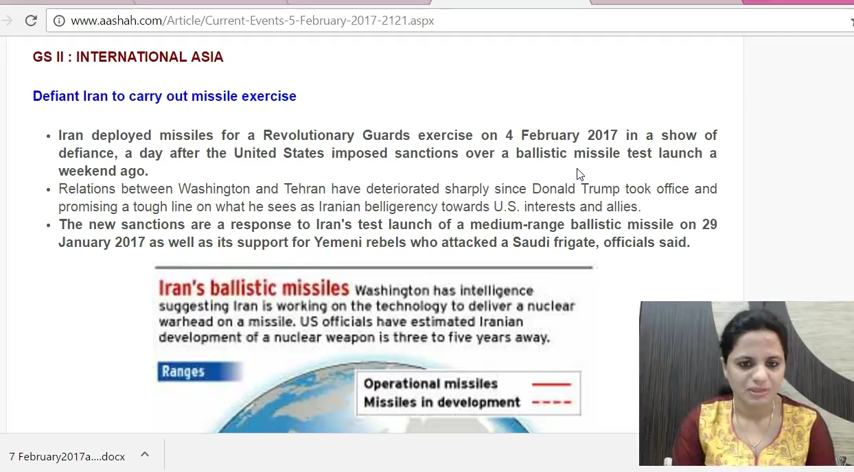 www.aashah.com/Article/Current-Events-5-February-2017-2121.aspx
GS II : INTERNATIONAL ASIA
Defiant Iran to carry out missile exercise
Iran deployed missiles for a Revolutionary Guards exercise on 4 February 2017 in a show of
defiance, a day after the United States imposed sanctions over a ballistic missile test launch a
weekend ago.
Relations between Washington and Tehran have deteriorated sharply since Donald Trump took office and
promising a tough line on what he sees as Iranian belligerency towards U.S. interests and allies.
The new sanctions are a response to Iran's test launch of a medium-range ballistic missile on 29
January 2017 as well as its support for Yemeni rebels who attacked a Saudi frigate, officials said.
Iran's ballistic missiles Washington has intelligence
suggesting Iran is working on the technology to deliver a nuclear
warhead on a missile. US officials have estimated Iranian
development of a nuclear weapon is three to five years away.
Ranges
Operational missiles
Missiles in development
7 February2017a....docx